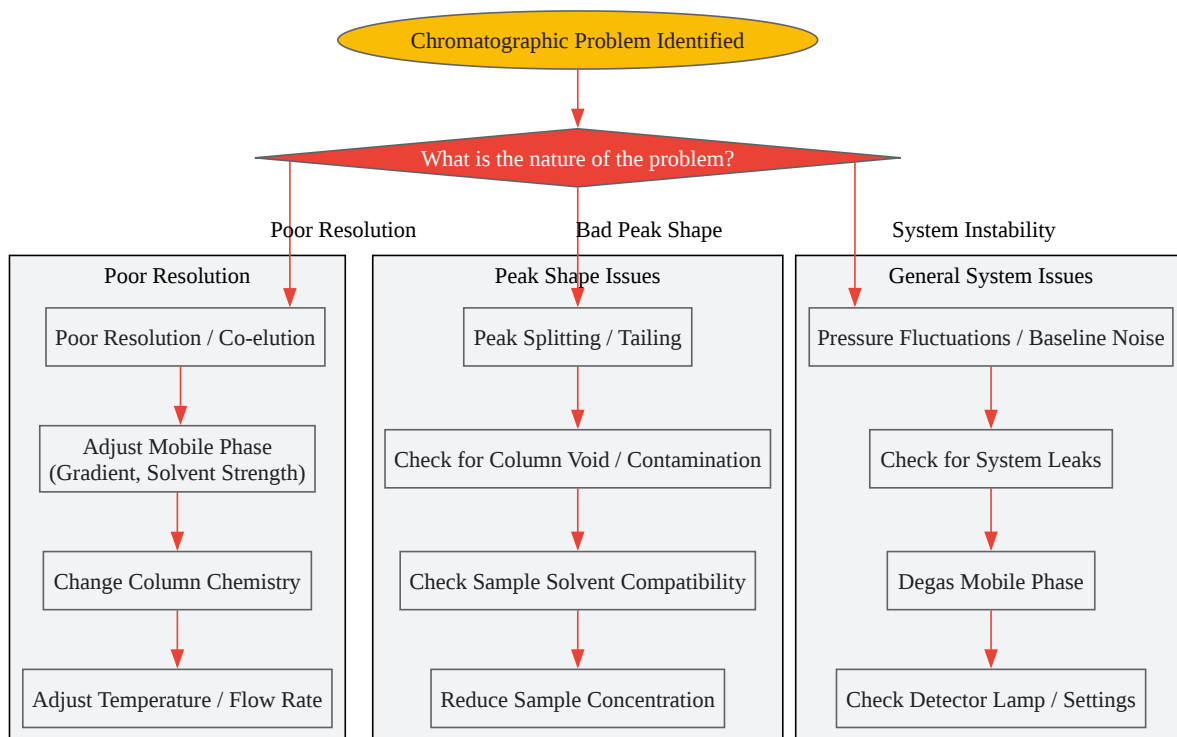 Chromatographic Problem Identified
What is the nature of the problem?
Poor Resolution
Bad Peak Shape
System Instability
Poor Resolution
Poor Resolution / Co-elution
Adjust Mobile Phase
(Gradient, Solvent Strength)
Change Column Chemistry
Adjust Temperature / Flow Rate
Peak Shape Issues
Peak Splitting / Tailing
Check for Column Void / Contamination
Check Sample Solvent Compatibility
Reduce Sample Concentration
General System Issues
Pressure Fluctuations / Baseline Noise
Check for System Leaks
Degas Mobile Phase
Check Detector Lamp / Settings